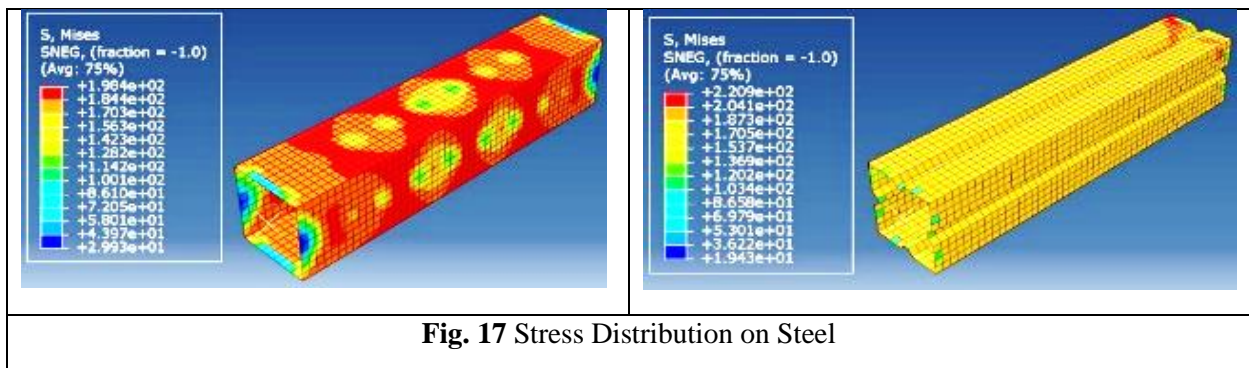 S, Mises
SNEG, (fraction = -1.0)
(Avg: 75%)
+1.984e+02
+1.844e+02
+1.703e+02
+1.563e+02
+1.423e+02
+1.282e+02
+1.142e+02
+1.001e+02
+8.610e+01
+7.205e+01
+5.801e+01
+4.397e+01
+2.993e+01
S, Mises
SNEG, (fraction = -1.0)
(Avg: 75%)
+2.209e+02
+2.041e+02
+1.873e+02
+1.705e+02
+1.537e+02
+1.369e+02
+1.202e+02
+1.034e+02
+8.658e+01
+6.979e+01
+5.301e+01
+3.622e+01
+1.943e+01
Fig. 17 Stress Distribution on Steel